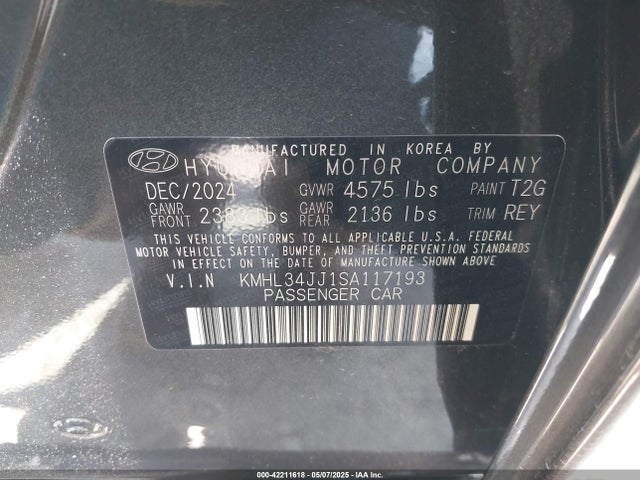 MANUFACTURED IN KOREA BY
HYUNDAI MOTOR COMPANY
DEC/2024 GVWR 4575 lbs PAINT T2G
GAWR FRONT 2383 lbs GAWR REAR 2136 lbs TRIM REY
THIS VEHICLE CONFORMS TO ALL APPLICABLE U.S.A. FEDERAL
MOTOR VEHICLE SAFETY, BUMPER, AND THEFT PREVENTION STANDARDS
IN EFFECT ON THE DATE OF MANUFACTURE SHOWN ABOVE
V.I.N KMHL34JJ1SA117193
PASSENGER CAR
000-42211618 - 05/07/2025 - IAA Inc.